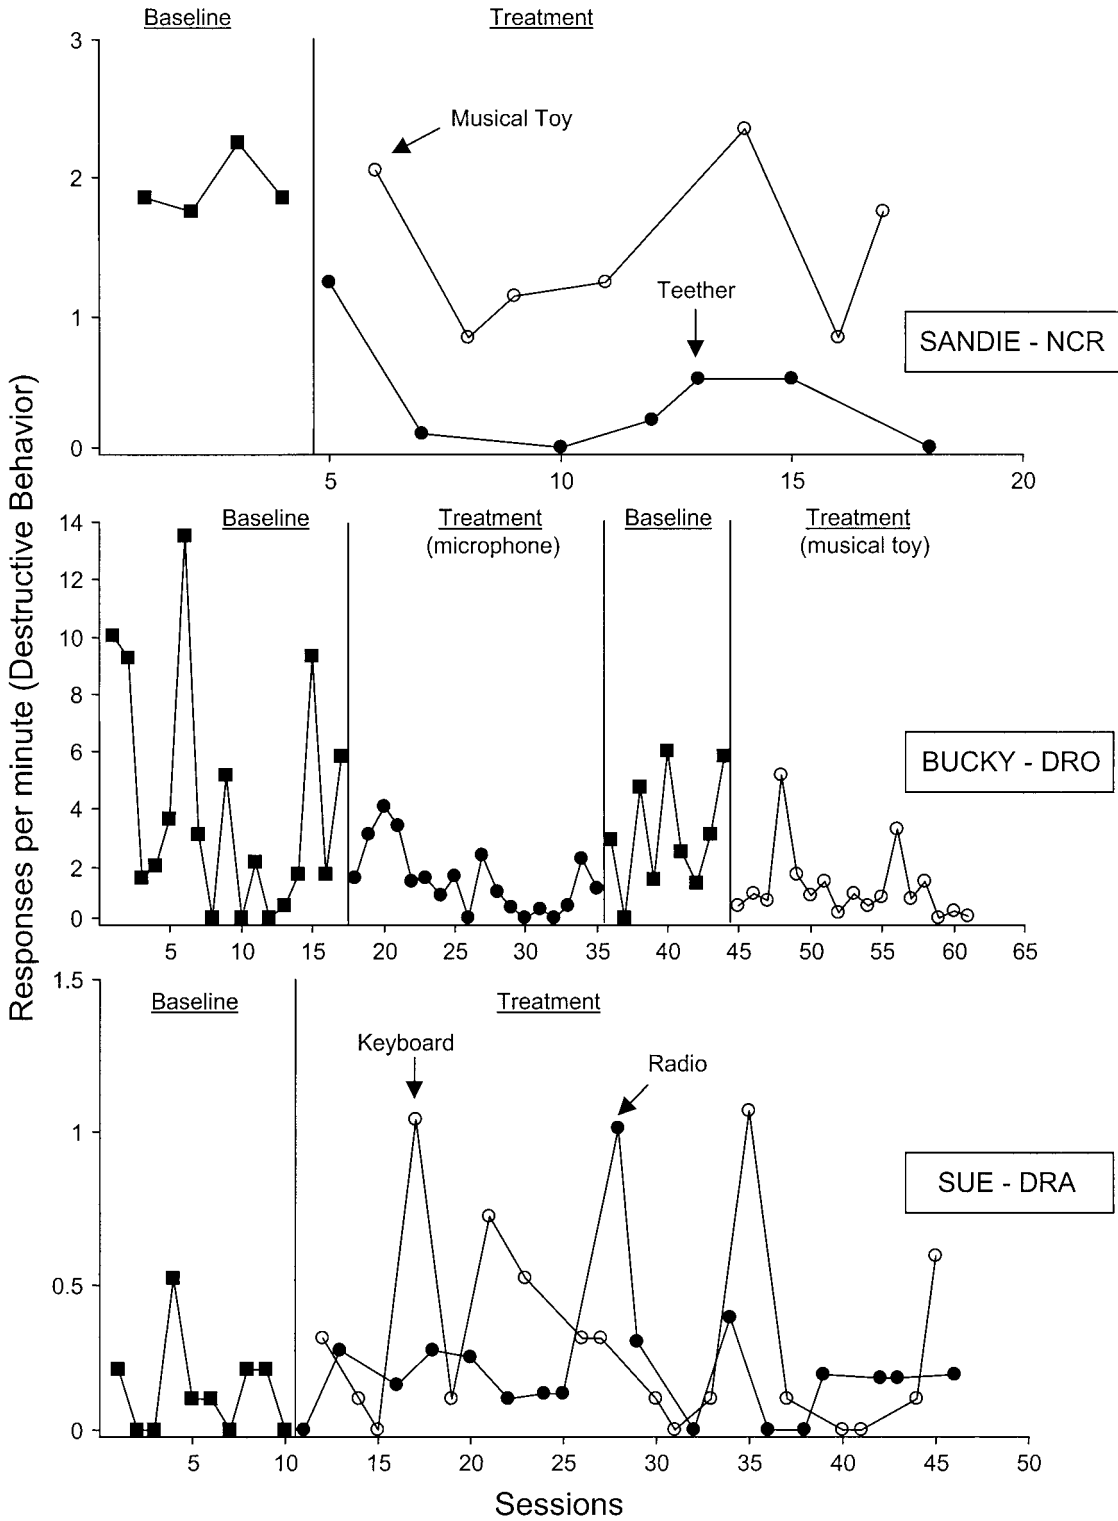 Baseline Treatment
3
Musical Toy
2
Teether
1
SANDIE - NCR
0
5 10 15 20
Responses per minute (Destructive Behavior)
Baseline Treatment Baseline Treatment
(microphone) (musical toy)
14
12
10
8
6
BUCKY - DRO
4
2
0
5 10 15 20 25 30 35 40 45 50 55 60 65
1.5
Baseline Treatment
Keyboard
Radio
1
SUE - DRA
0.5
0
5 10 15 20 25 30 35 40 45 50
Sessions